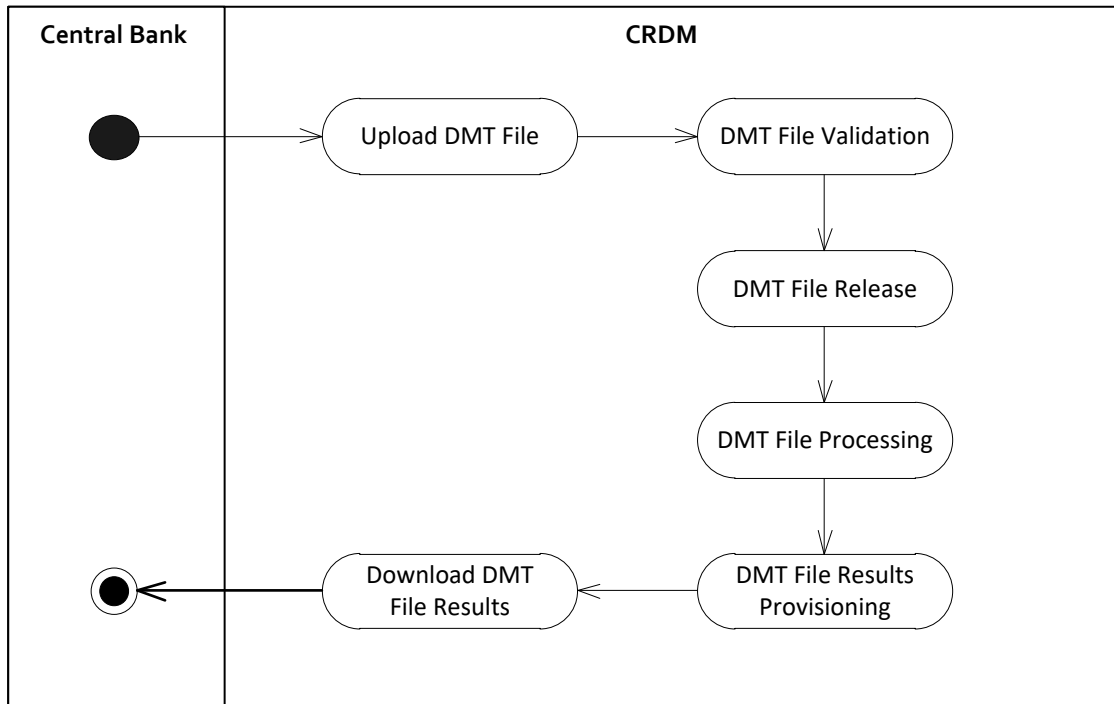 Central Bank
CRDM
Upload DMT File
DMT File Validation
DMT File Release
DMT File Processing
Download DMT
File Results
DMT File Results
Provisioning